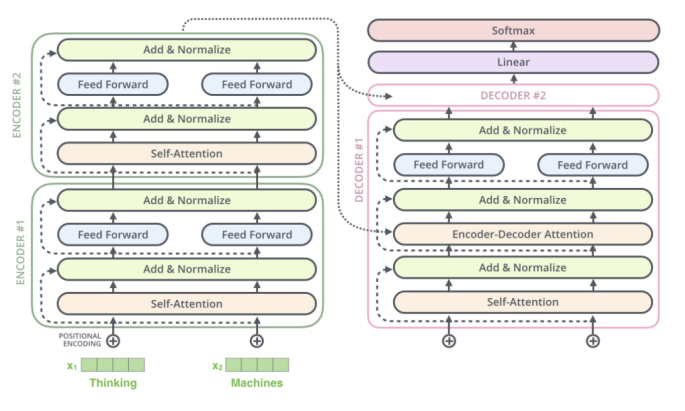 ENCODER #2
Add & Normalize
Feed Forward
Feed Forward
Add & Normalize
Self-Attention
ENCODER #1
Add & Normalize
Feed Forward
Feed Forward
Add & Normalize
Self-Attention
POSITIONAL
ENCODING
x1
x2
Thinking
Machines
Softmax
Linear
DECODER #2
DECODER #1
Add & Normalize
Feed Forward
Feed Forward
Add & Normalize
Encoder-Decoder Attention
Add & Normalize
Self-Attention